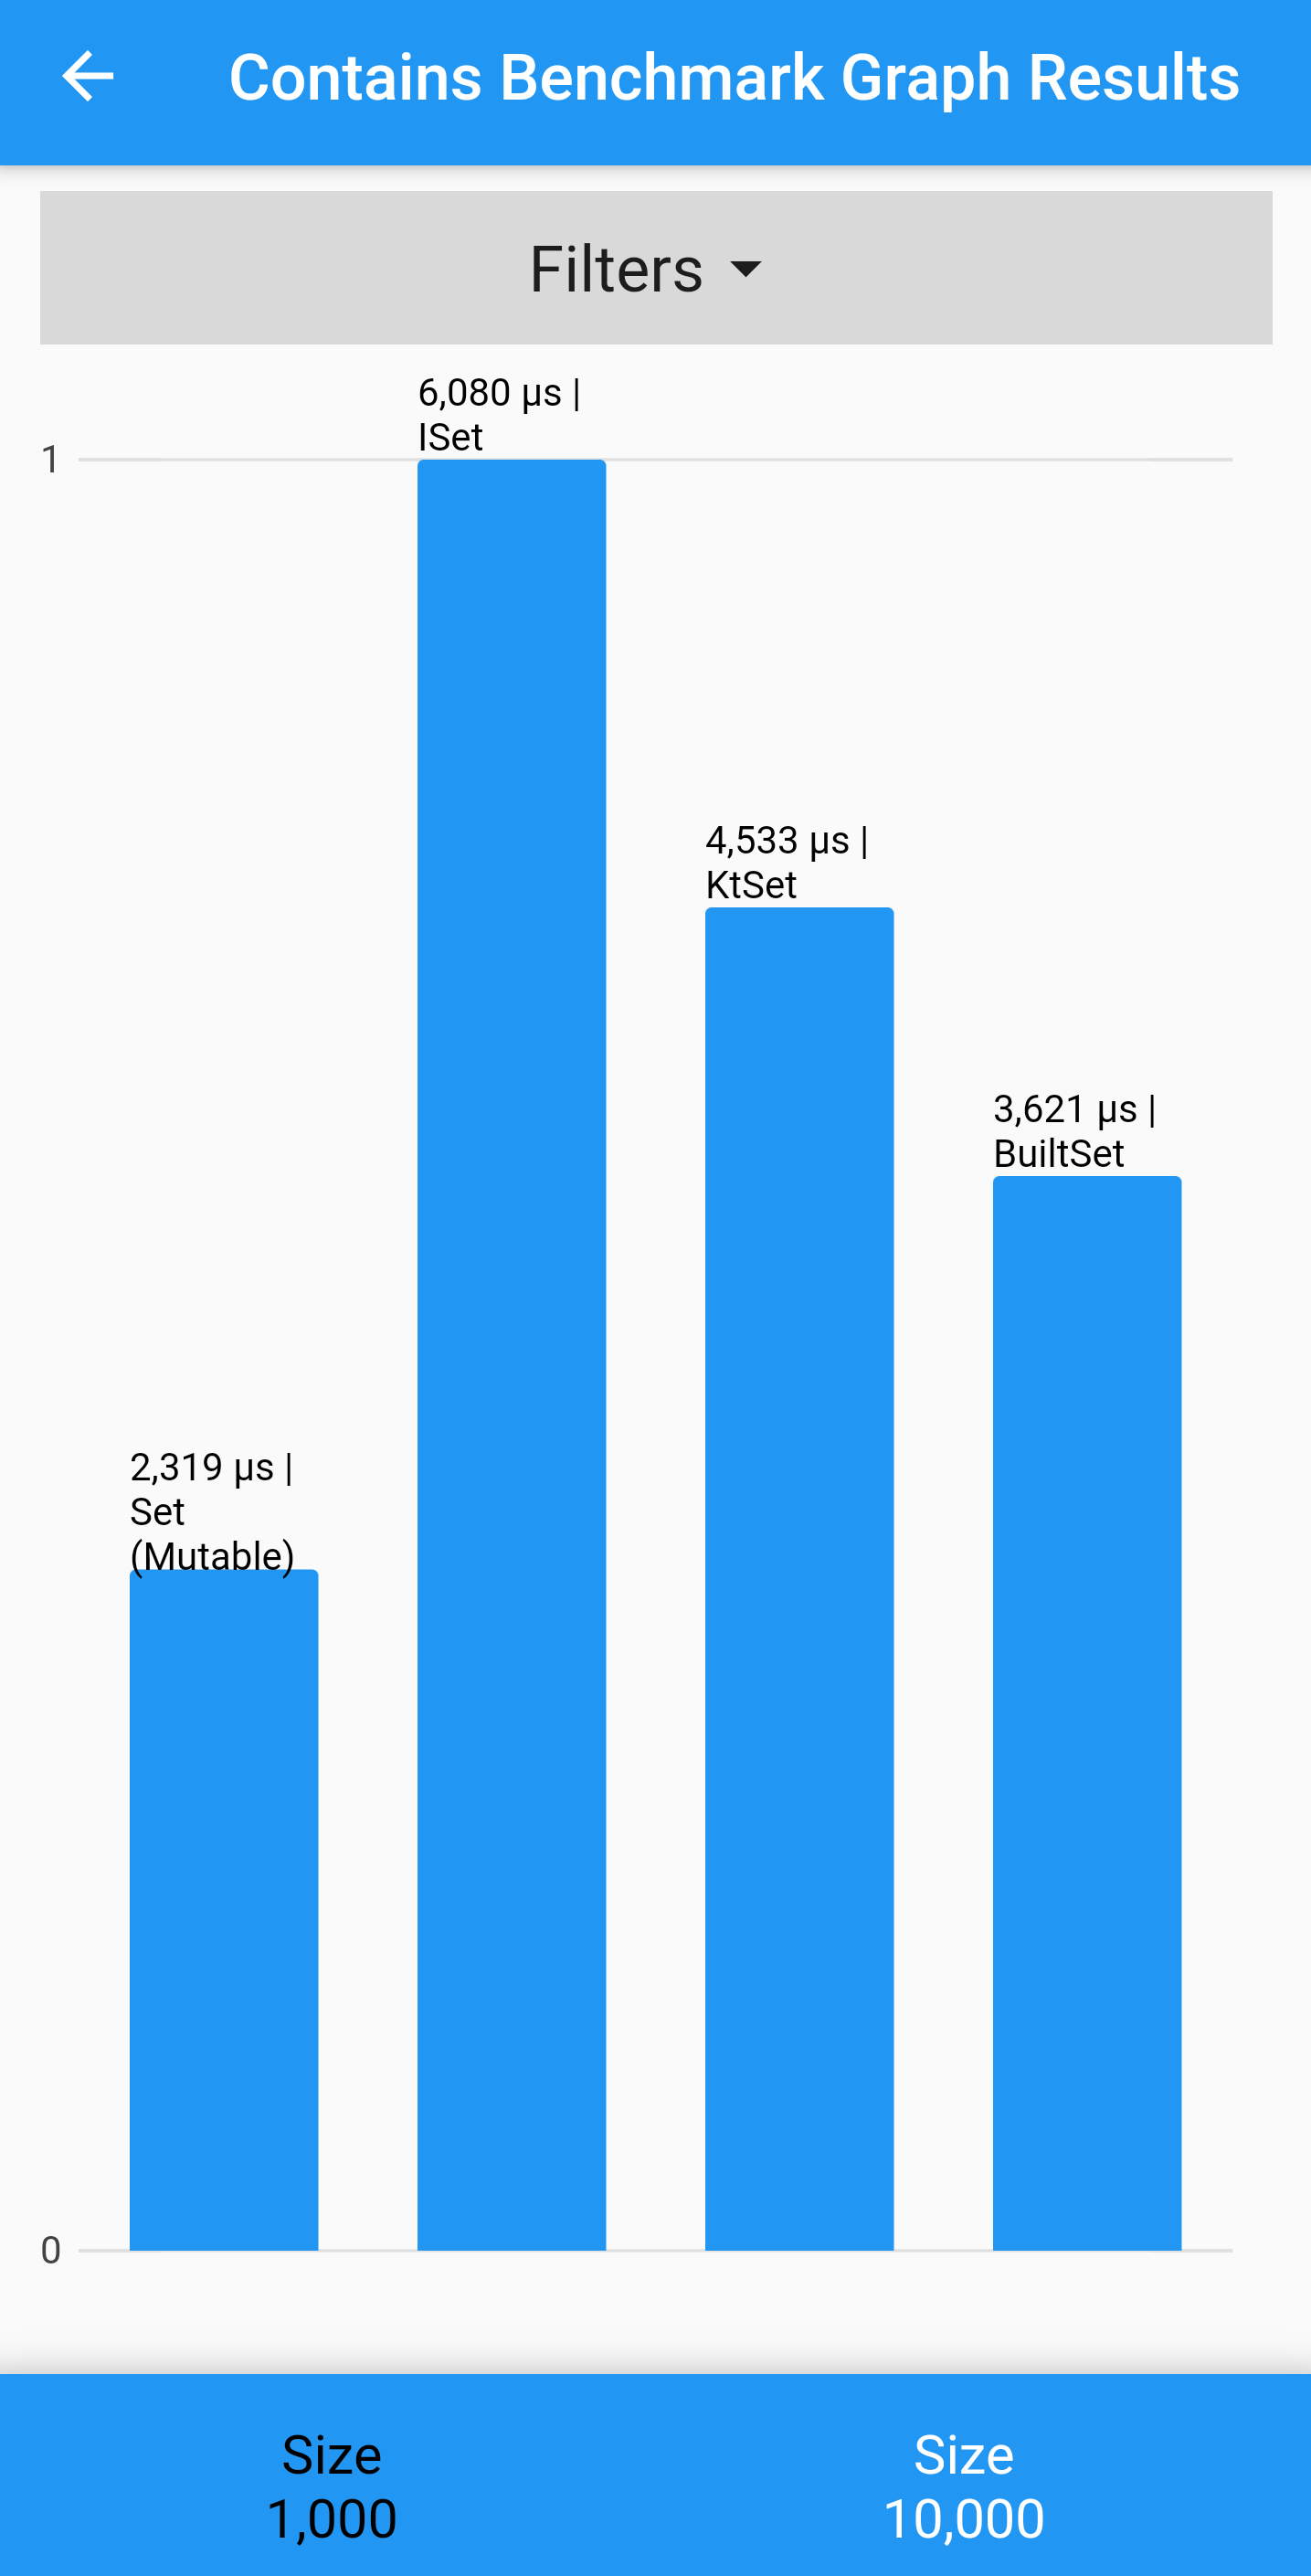 Contains Benchmark Graph Results
Filters
6,080 µs |
ISet
1
4,533 µs |
KtSet
3,621 µs |
BuiltSet
2,319 µs |
Set
(Mutable)
0
Size
1,000
Size
10,000